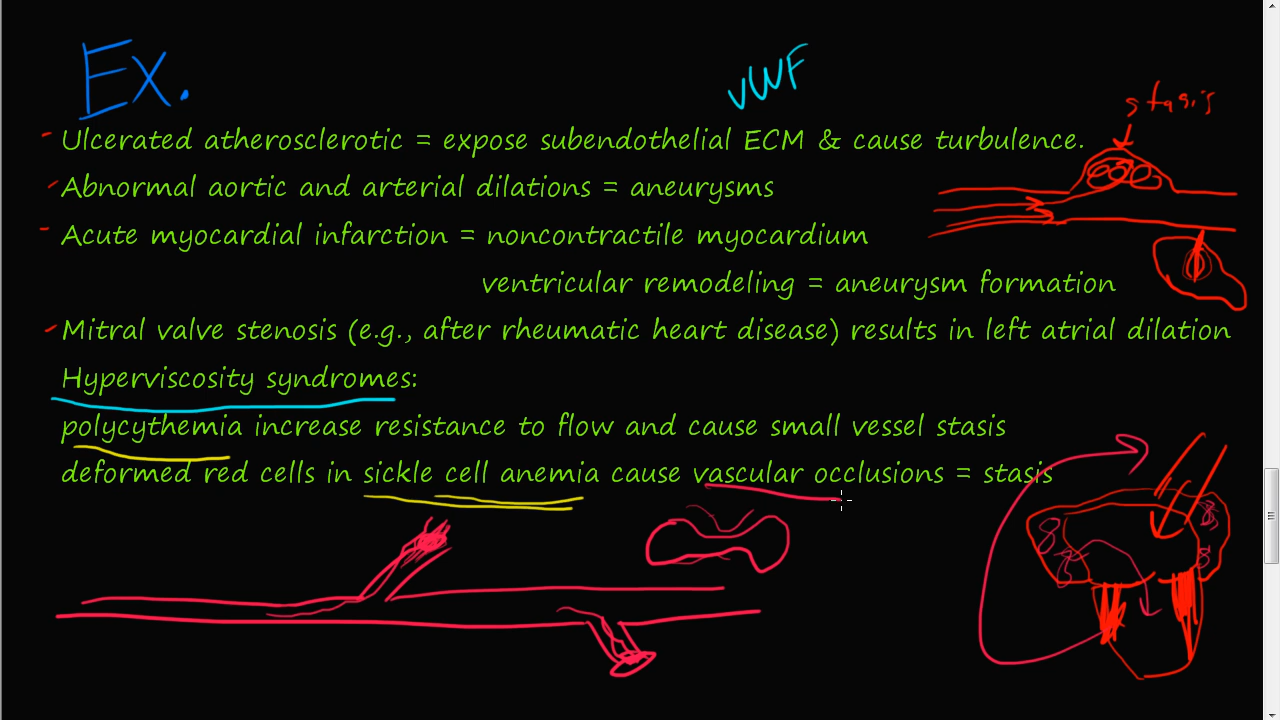 Ex.
vWF
stasis
Ulcerated atherosclerotic = expose subendothelial ECM & cause turbulence.
Abnormal aortic and arterial dilations = aneurysms
Acute myocardial infarction = noncontractile myocardium
ventricular remodeling = aneurysm formation
Mitral valve stenosis (e.g., after rheumatic heart disease) results in left atrial dilation
Hyperviscosity syndromes:
polycythemia increase resistance to flow and cause small vessel stasis
deformed red cells in sickle cell anemia cause vascular occlusions = stasis